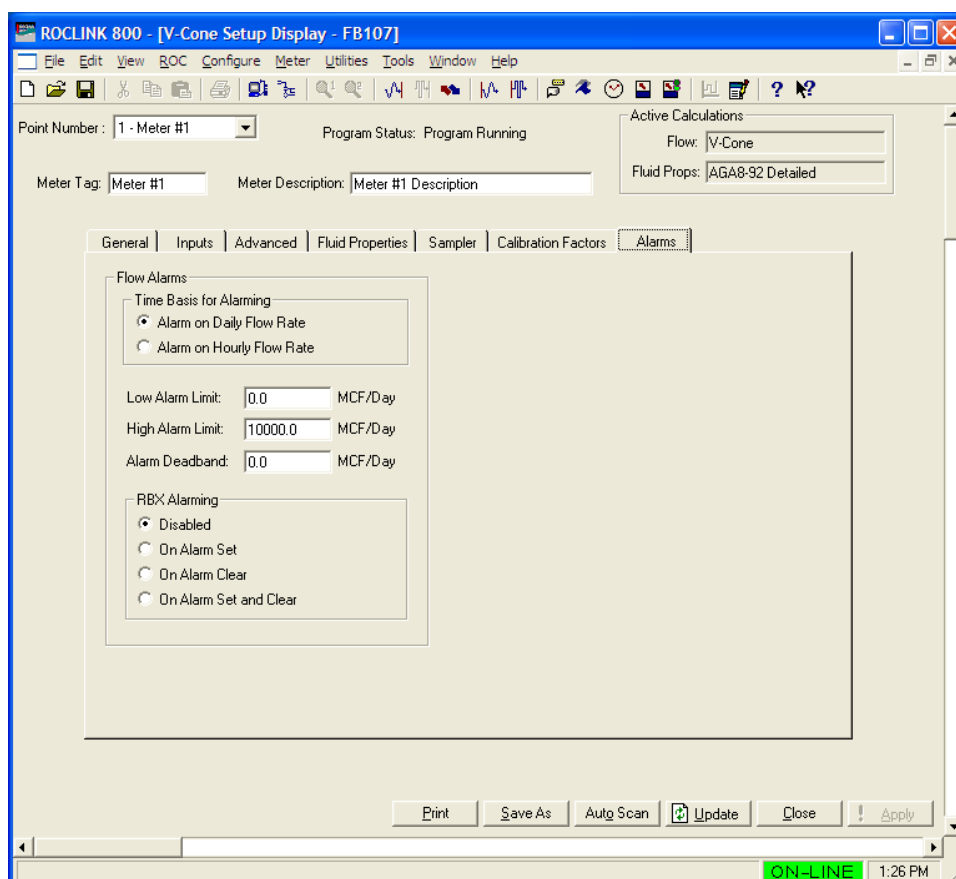 ROCLINK 800 - [V-Cone Setup Display - FB107]
File Edit View ROC Configure Meter Utilities Tools Window Help
Point Number : 1 - Meter #1
Program Status: Program Running
Active Calculations
Flow: V-Cone
Fluid Props: AGA8-92 Detailed
Meter Tag: Meter #1 Meter Description: Meter #1 Description
General Inputs Advanced Fluid Properties Sampler Calibration Factors Alarms
Flow Alarms
Time Basis for Alarming
Alarm on Daily Flow Rate
Alarm on Hourly Flow Rate
Low Alarm Limit: 0.0 MCF/Day
High Alarm Limit: 10000.0 MCF/Day
Alarm Deadband: 0.0 MCF/Day
RBX Alarming
Disabled
On Alarm Set
On Alarm Clear
On Alarm Set and Clear
Print Save As Auto Scan Update Close ! Apply
ON-LINE 1:26 PM